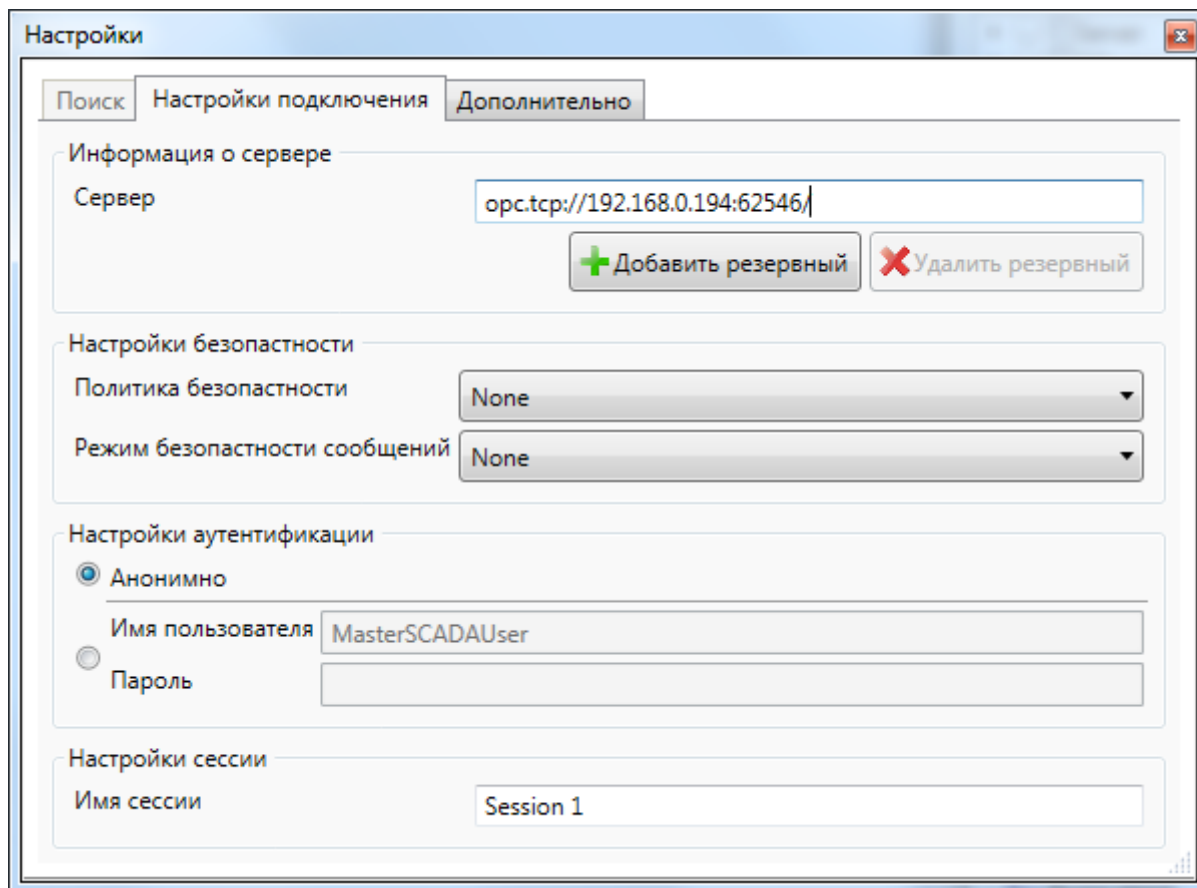 Настройки
Поиск Настройки подключения Дополнительно
Информация о сервере
Сервер opc.tcp://192.168.0.194:62546/
Добавить резервный Удалить резервный
Настройки безопастности
Политика безопастности None
Режим безопастности сообщений None
Настройки аутентификации
Анонимно
Имя пользователя MasterSCADAUser
Пароль
Настройки сессии
Имя сессии Session 1